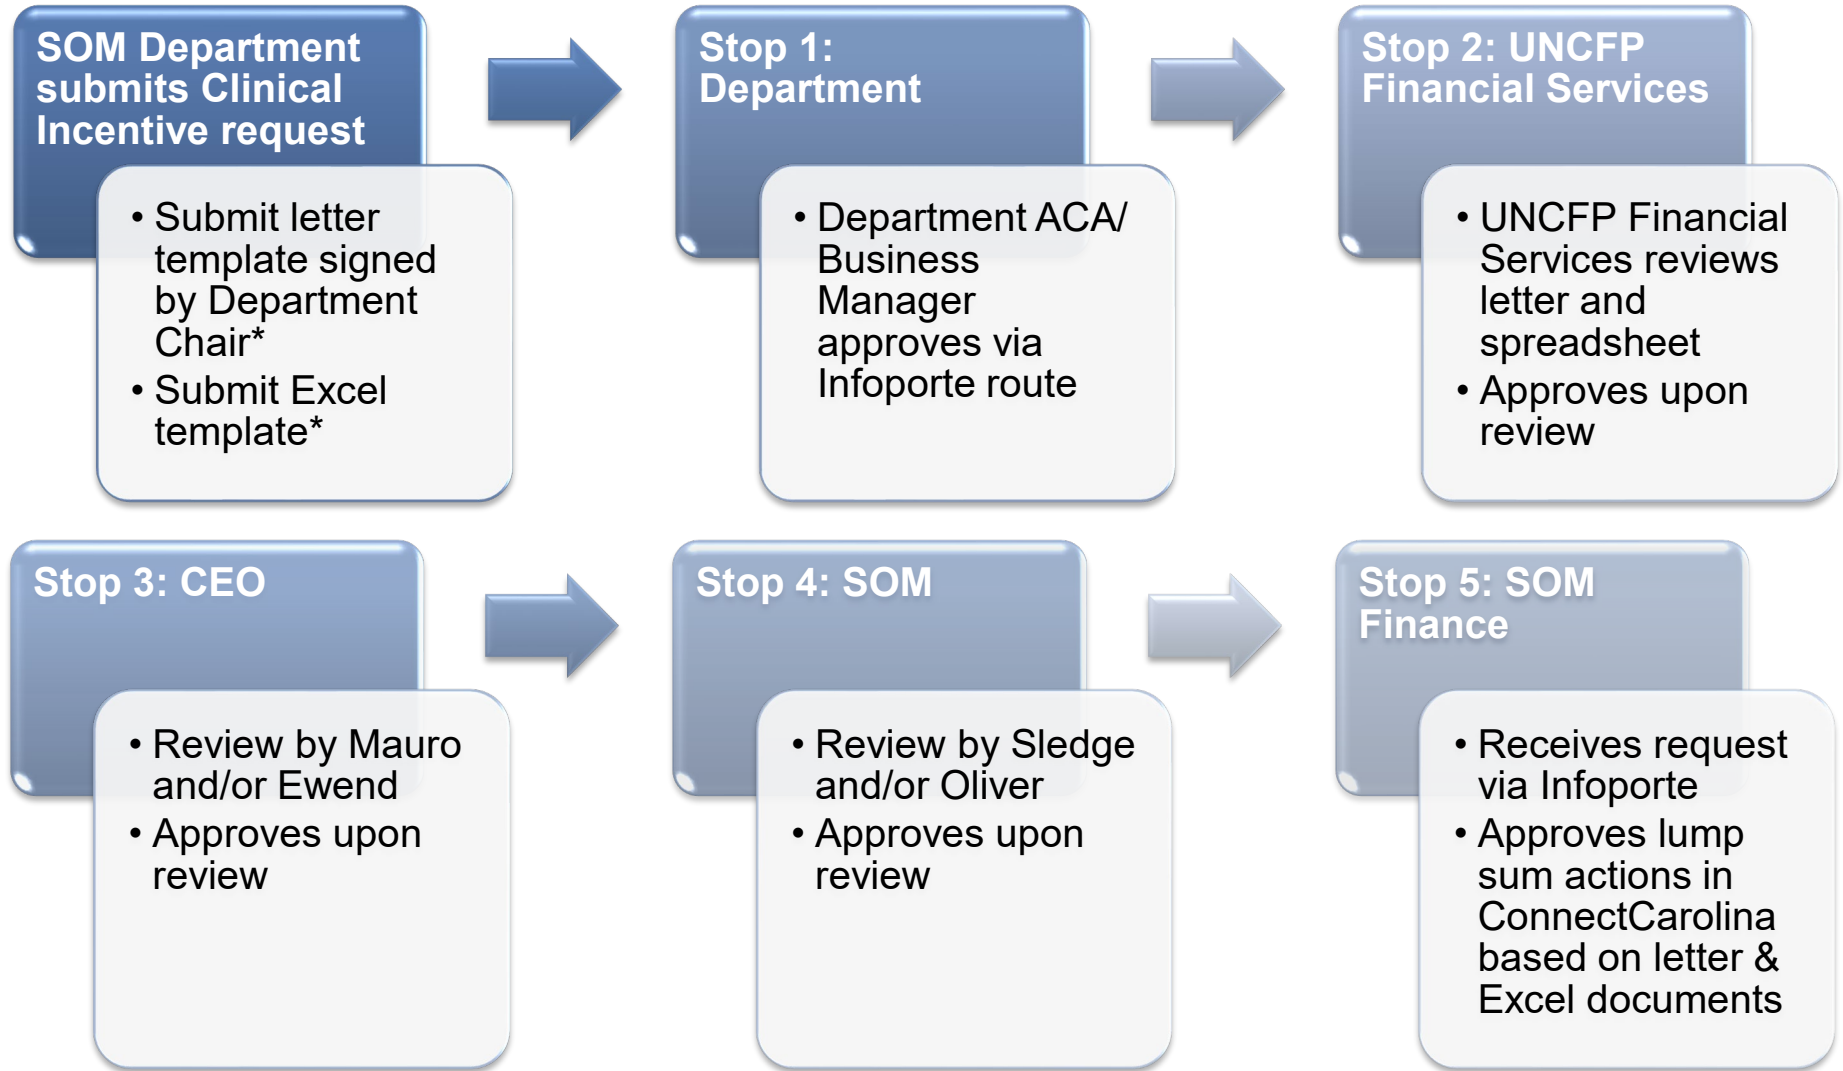 SOM Department
submits Clinical
Incentive request
• Submit letter
template signed
by Department
Chair*
• Submit Excel
template*
Stop 1:
Department
• Department ACA/
Business
Manager
approves via
Infoporte route
Stop 2: UNCFP
Financial Services
• UNCFP Financial
Services reviews
letter and
spreadsheet
• Approves upon
review
Stop 3: CEO
• Review by Mauro
and/or Ewend
• Approves upon
review
Stop 4: SOM
• Review by Sledge
and/or Oliver
• Approves upon
review
Stop 5: SOM
Finance
• Receives request
via Infoporte
• Approves lump
sum actions in
ConnectCarolina
based on letter &
Excel documents